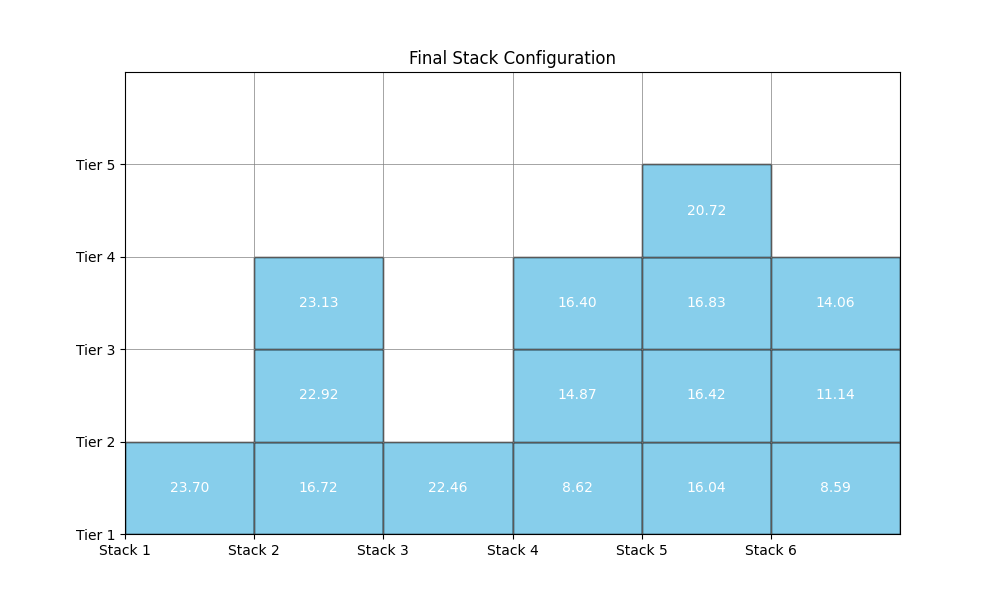 Final Stack Configuration
Tier 5
20.72
Tier 4
23.13 16.40 16.83 14.06
Tier 3
22.92 14.87 16.42 11.14
Tier 2
23.70 16.72 22.46 8.62 16.04 8.59
Tier 1
Stack 1 Stack 2 Stack 3 Stack 4 Stack 5 Stack 6